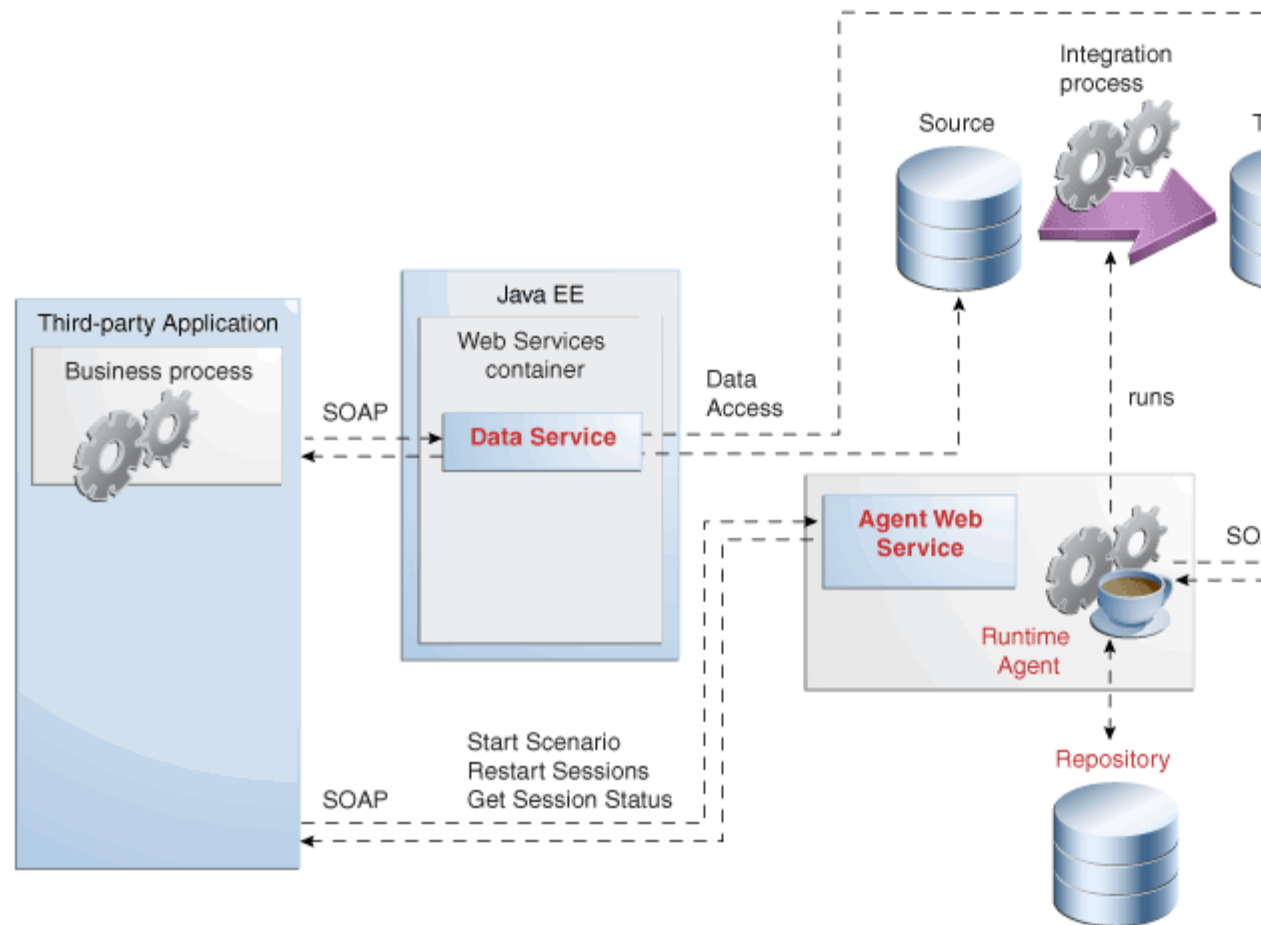 Integration
process
Source
Java EE
Third-party Application
Web Services
container
Business process
Data
Access
SOAP
Data Service
runs
Agent Web
Service
Runtime
Agent
Start Scenario
Restart Sessions
Get Session Status
SOAP
Repository